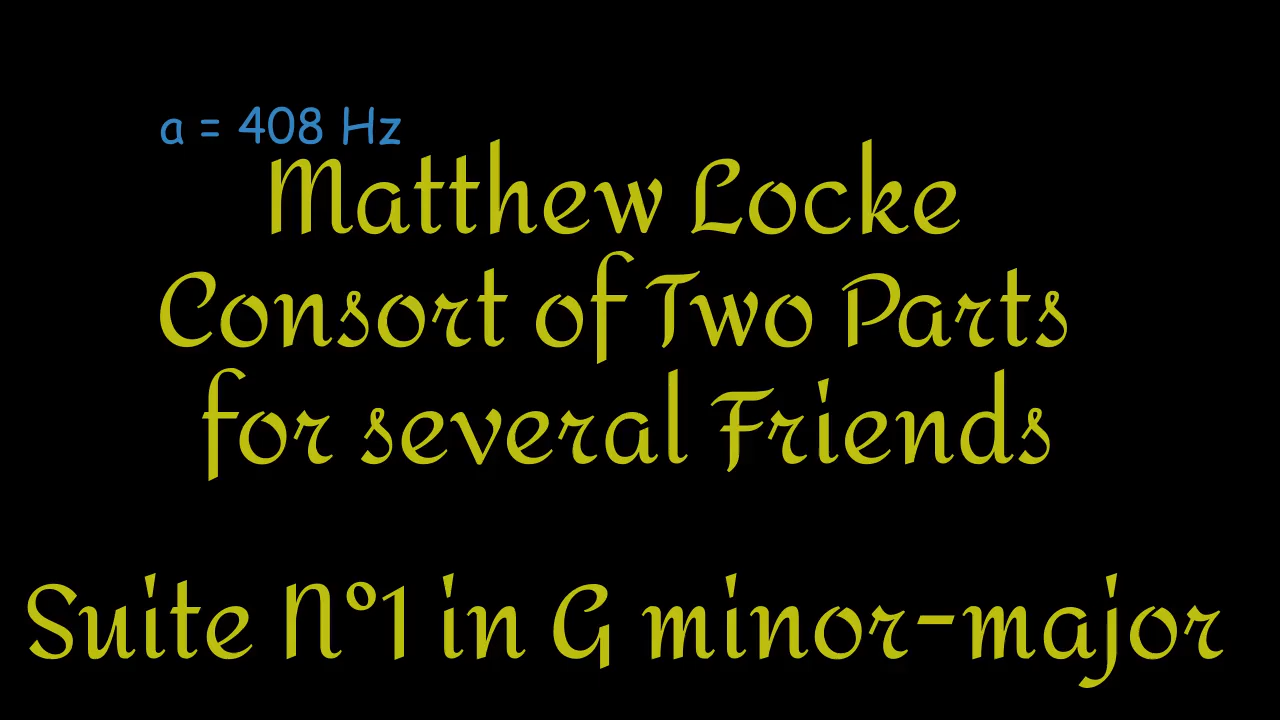 a = 408 Hz
Matthew Locke
Consort of Two Parts
for several Friends
Suite N°1 in G minor-major